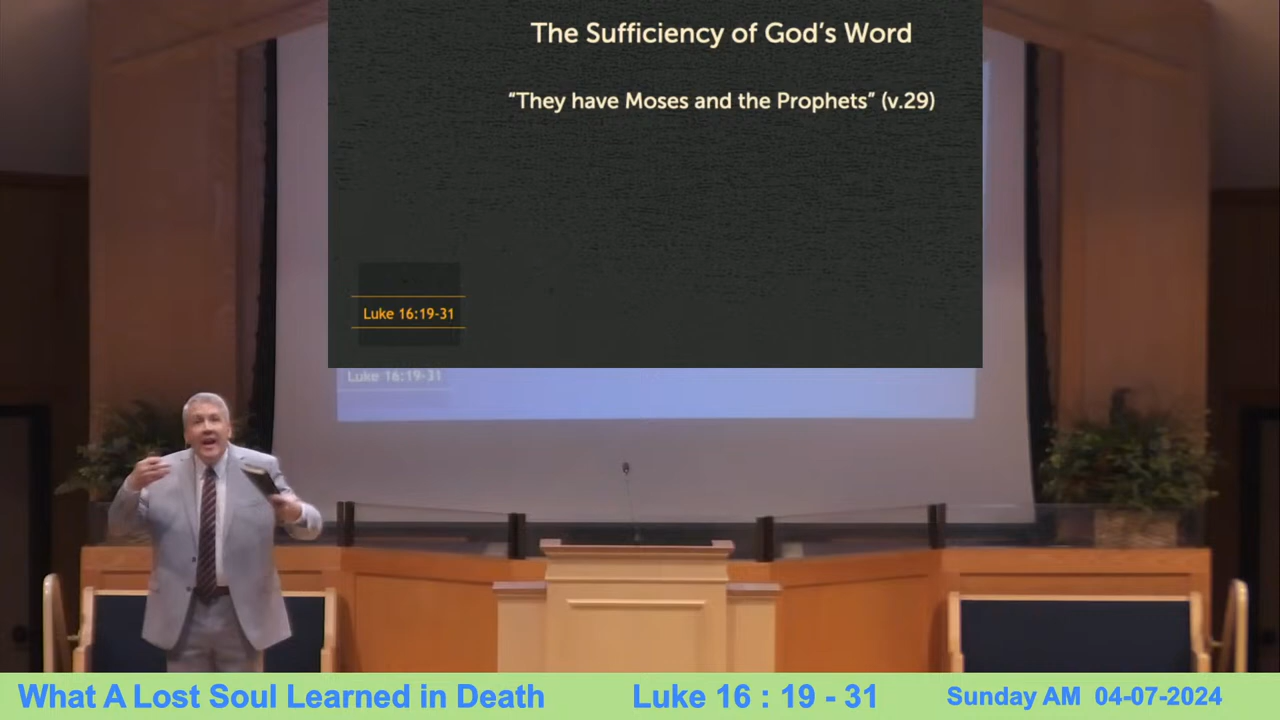 The Sufficiency of God's Word
“They have Moses and the Prophets” (v.29)
Luke 16:19-31
Luke 16:19-31
What A Lost Soul Learned in Death Luke 16 : 19 - 31 Sunday AM 04-07-2024